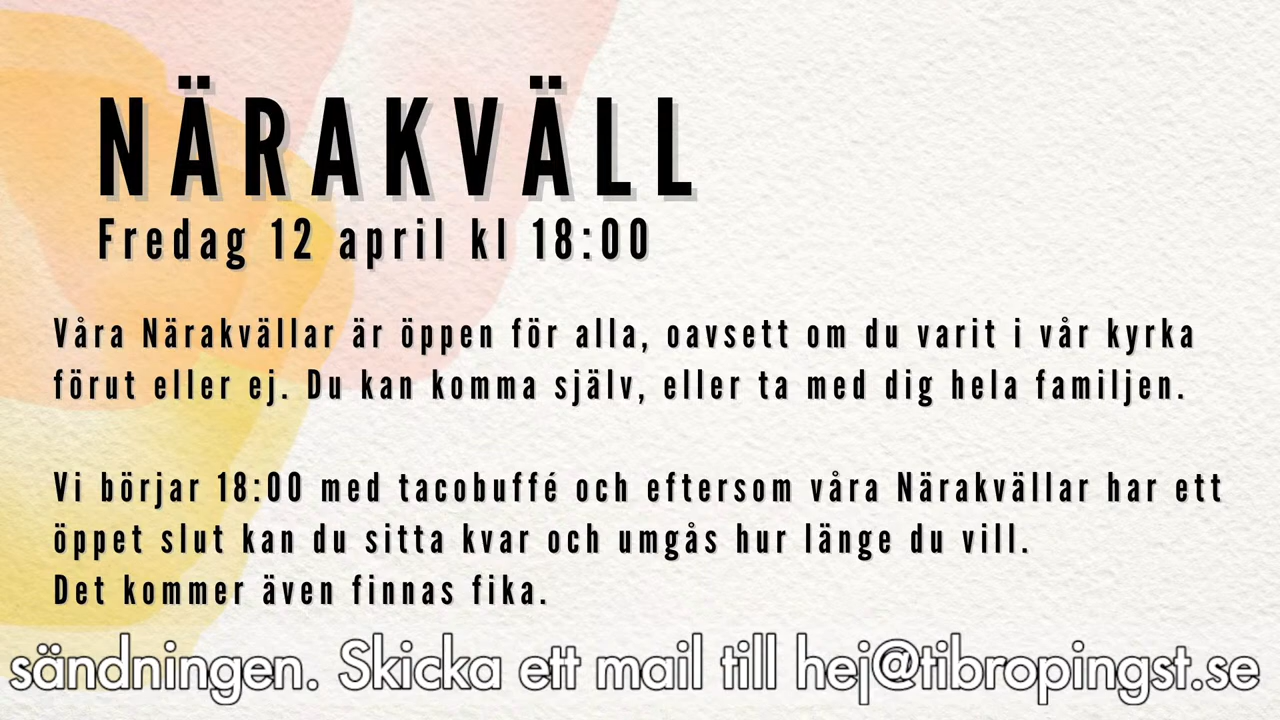 NÄRAKVÄLL
Fredag 12 april kl 18:00
Våra Närakvällar är öppen för alla, oavsett om du varit i vår kyrka
förut eller ej. Du kan komma själv, eller ta med dig hela familjen.
Vi börjar 18:00 med tacobuffé och eftersom våra Närakvällar har ett
öppet slut kan du sitta kvar och umgås hur länge du vill.
Det kommer även finnas fika.
sändningen. Skicka ett mail till hej@tibropingst.se